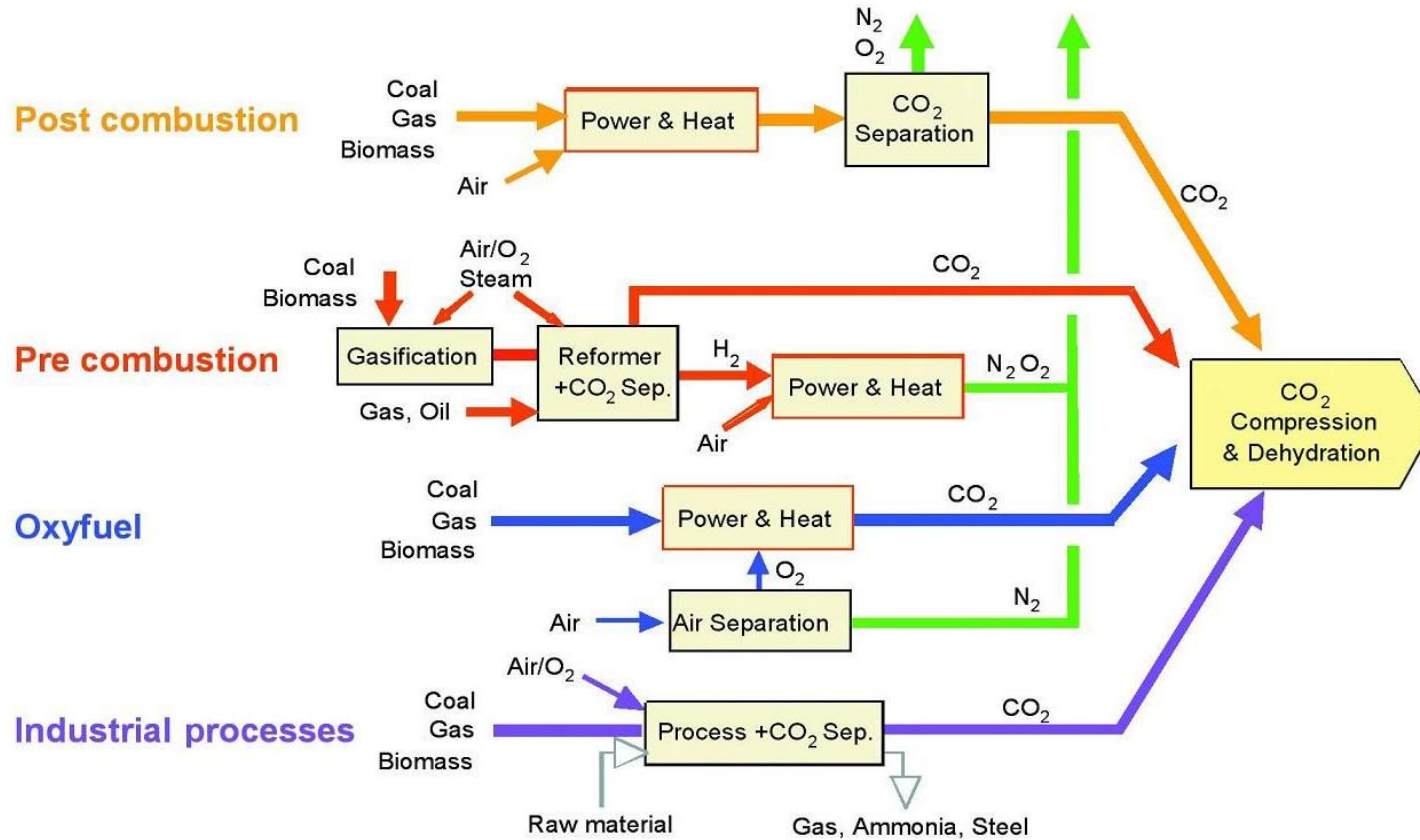 N₂
O₂
Post combustion
Coal
Gas
Biomass
Air
Power & Heat
CO₂
Separation
CO₂
Pre combustion
Coal
Biomass
Air/O₂
Steam
Gasification
Gas, Oil
Reformer
+CO₂ Sep.
CO₂
H₂
Air
Power & Heat
N₂O₂
CO₂
Compression
& Dehydration
Oxyfuel
Coal
Gas
Biomass
Power & Heat
CO₂
O₂
Air
Air Separation
N₂
Industrial processes
Air/O₂
Coal
Gas
Biomass
Process +CO₂ Sep.
CO₂
Raw material
Gas, Ammonia, Steel